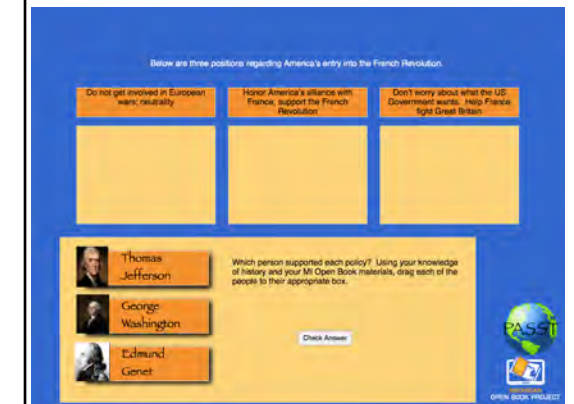 Below are three positions regarding America's entry into the French Revolution.
Do not get involved in European
wars; neutrality
Honor America's alliance with
France, support the French
Revolution
Don't worry about what the US
Government wants. Help France
fight Great Britain
Thomas
Jefferson
George
Washington
Edmund
Genet
Which person supported each policy? Using your knowledge
of history and your MI Open Book materials, drag each of the
people to their appropriate box.
Check Answer
PASST
MICHIGAN
OPEN BOOK PROJECT